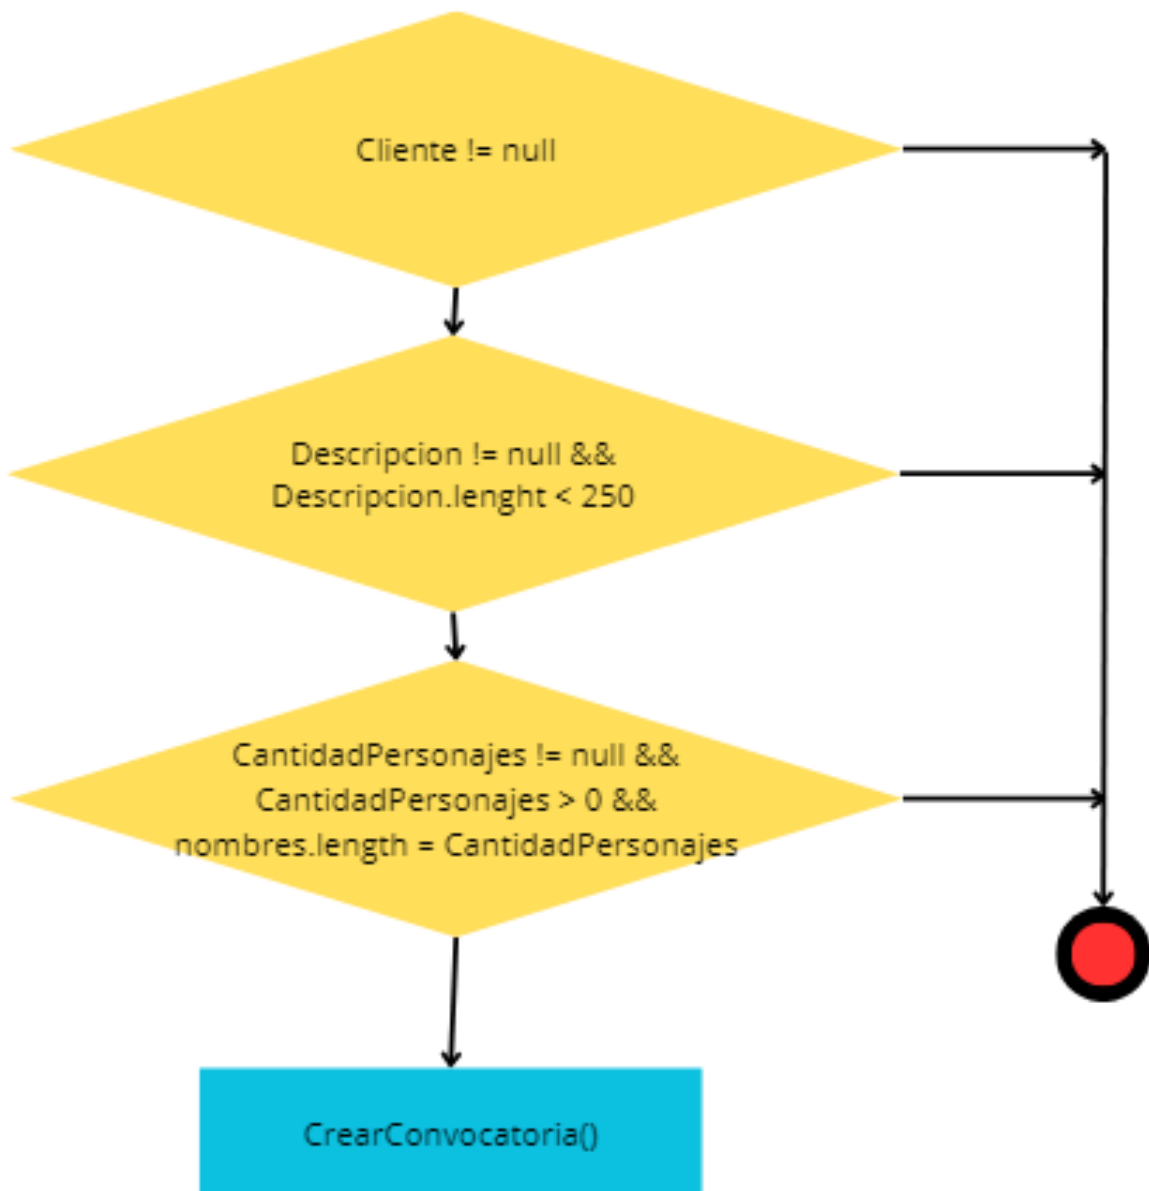 Cliente != null
Descripcion != null &&
Descripcion.lenght < 250
CantidadPersonajes != null &&
CantidadPersonajes > 0 &&
nombres.length = CantidadPersonajes
CrearConvocatoria()